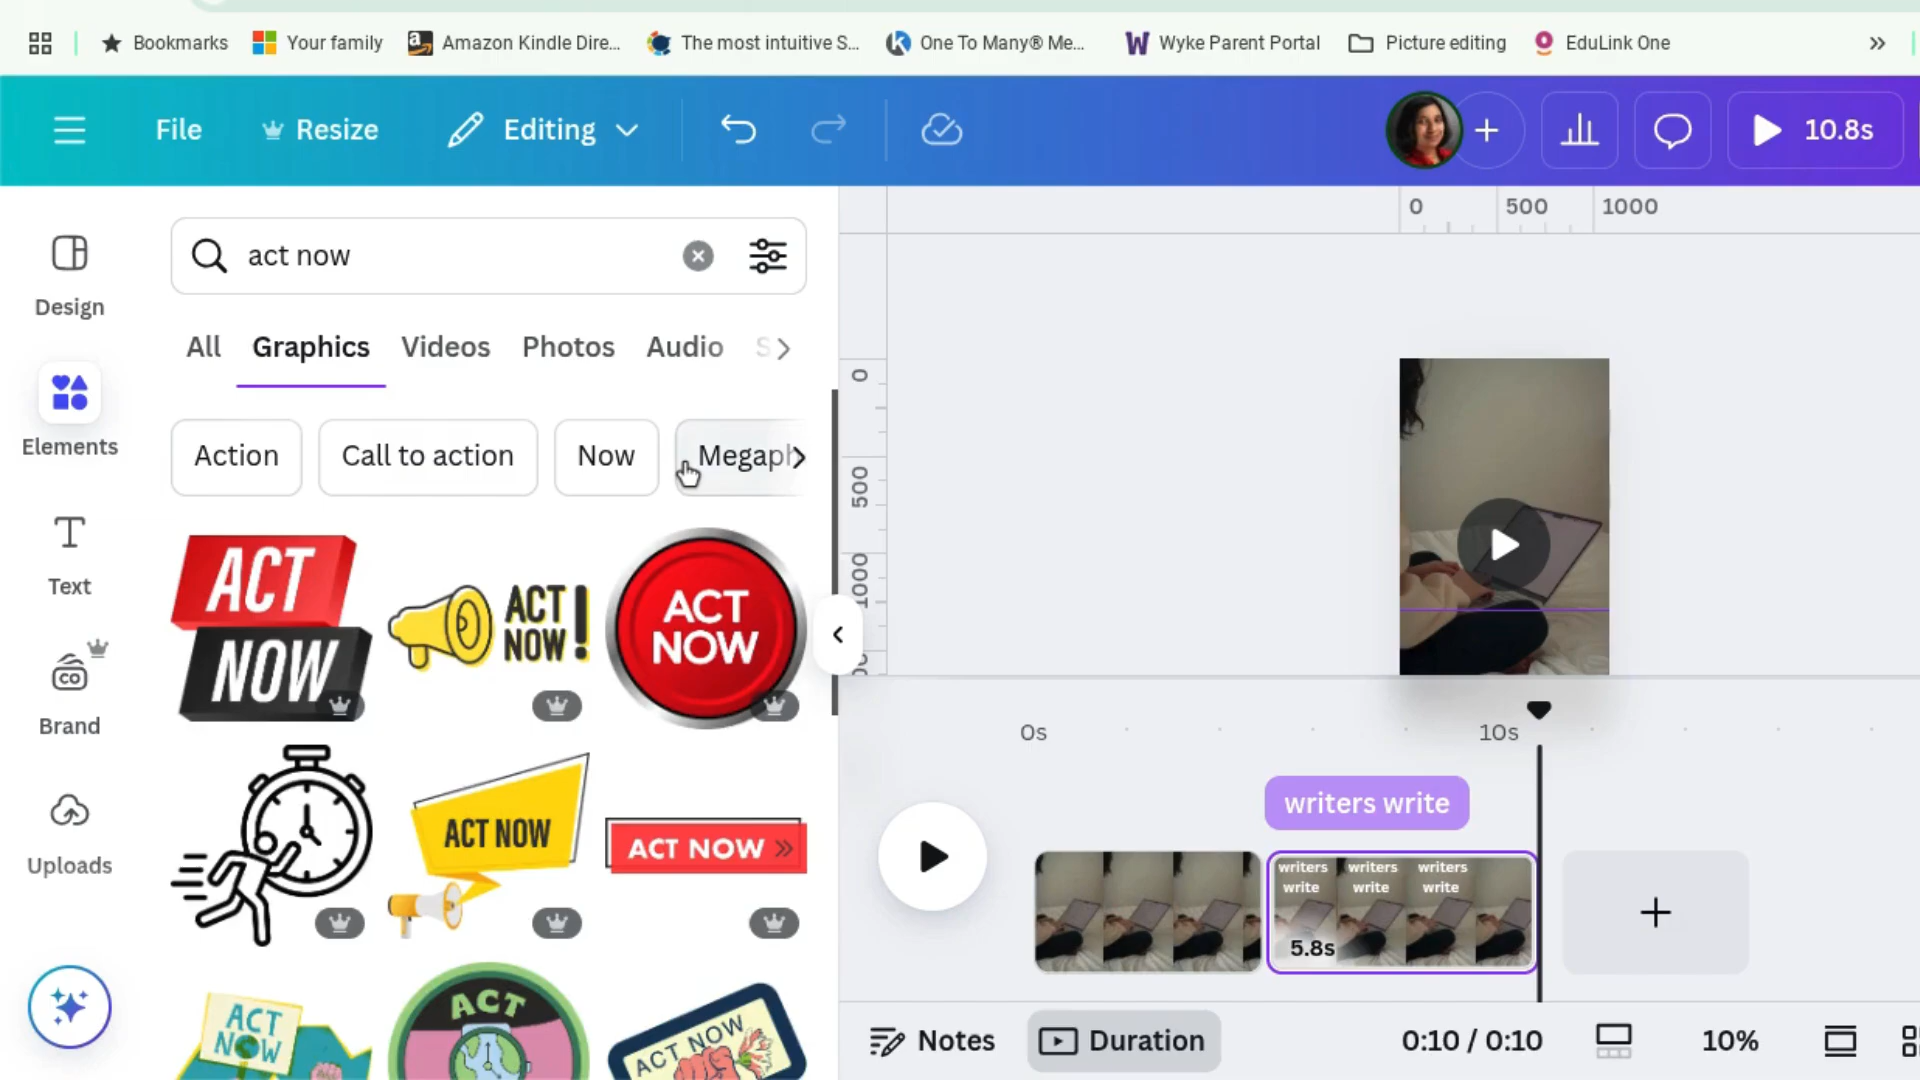 Bookmarks Your family Amazon Kindle Dire... The most intuitive S... One To Many® Me... Wyke Parent Portal Picture editing EduLink One
File Resize Editing 10.8s
0 500 1000
Design
act now
All Graphics Videos Photos Audio S
Elements
Action Call to action Now Megaph
0
500
1000
Text
ACT
NOW
ACT
NOW!
ACT
NOW
Brand
0s 10s
Uploads
ACT NOW
ACT NOW »
writers write
writers write
writers write
writers write
5.8s
ACT
NOW
ACT
ACT NOW
Notes Duration 0:10 / 0:10 10%